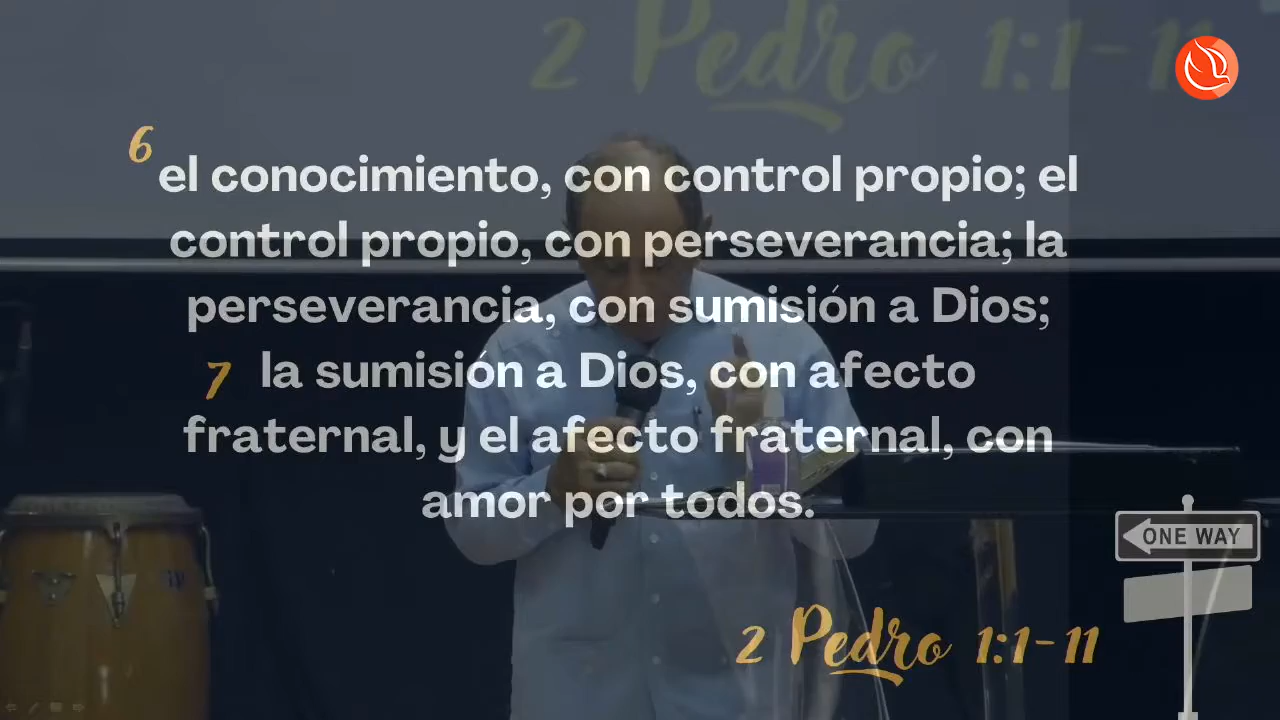 2 Pedro 1:1-11
6 el conocimiento, con control propio; el
control propio, con perseverancia; la
perseverancia, con sumisión a Dios;
7 la sumisión a Dios, con afecto
fraternal, y el afecto fraternal, con
amor por todos.
ONE WAY
2 Pedro 1:1-11